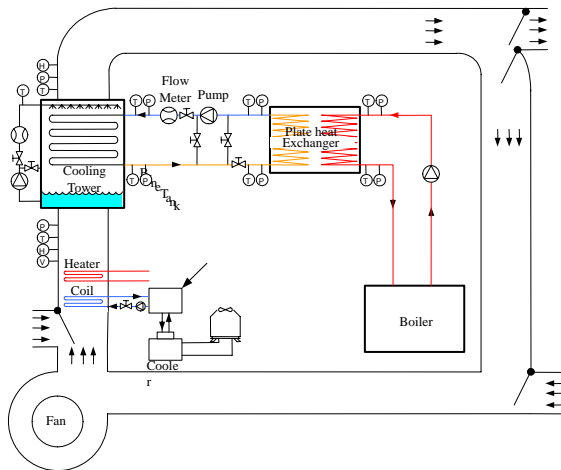 H
P
T
T
Flow
Meter
Pump
T P
T P
T P
Plate heat
Exchanger
Cooling
Tower
T P
T P
T P
P
n
e
T
a
n
k
P
T
H
V
Heater
Coil
Boiler
Coole
r
Fan